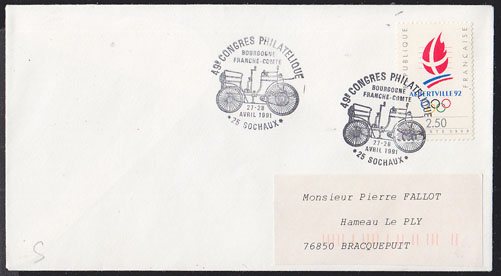 49e CONGRES PHILATELIQUE
BOURGOGNE
FRANCHE-COMTE
27-28
AVRIL 1991
* 25 SOCHAUX *
RÉPUBLIQUE FRANÇAISE
ALBERTVILLE 92
2,50
49e CONGRES PHILATELIQUE
BOURGOGNE
FRANCHE-COMTE
27-28
AVRIL 1991
* 25 SOCHAUX *
Monsieur Pierre FALLOT
Hameau Le PLY
76850 BRACQUEPUIT
S